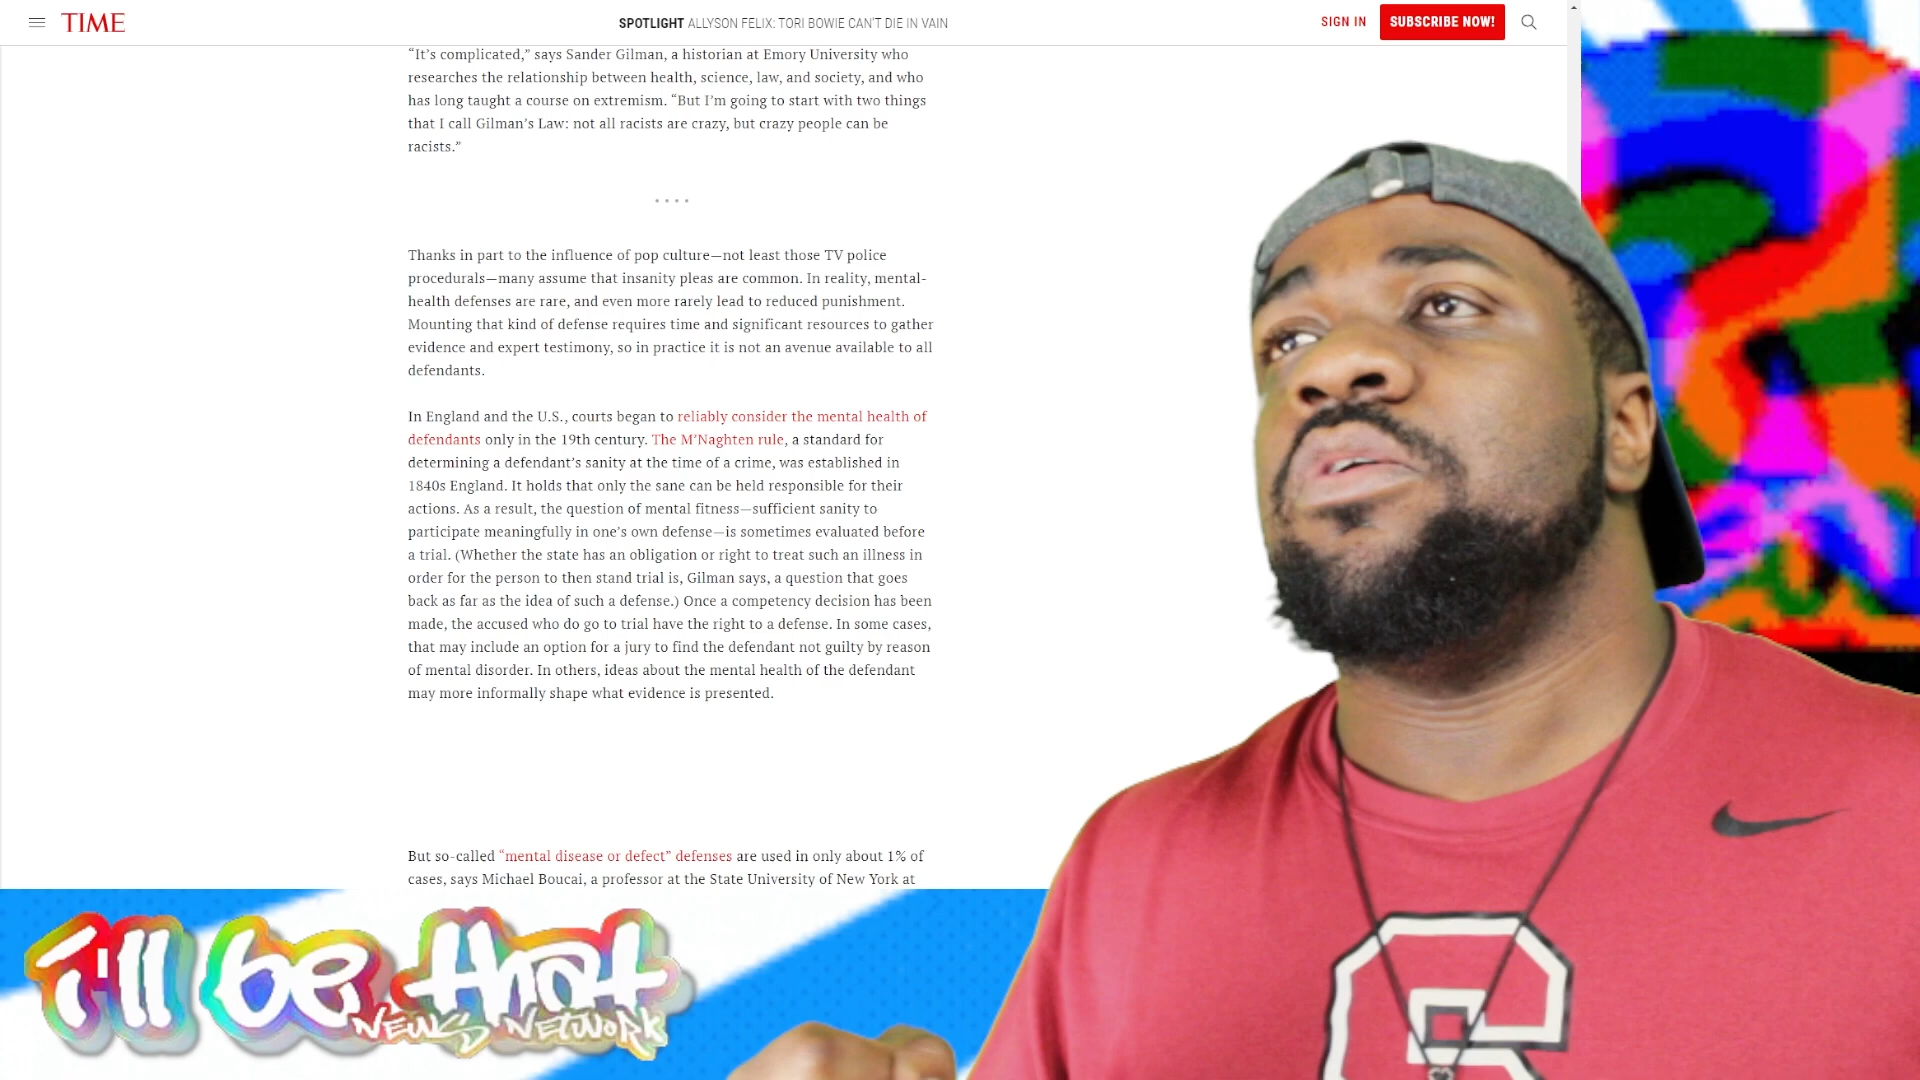 TIME
SPOTLIGHT ALLYSON FELIX: TORI BOWIE CAN'T DIE IN VAIN
SIGN IN
SUBSCRIBE NOW!
“It’s complicated,” says Sander Gilman, a historian at Emory University who
researches the relationship between health, science, law, and society, and who
has long taught a course on extremism. “But I’m going to start with two things
that I call Gilman’s Law: not all racists are crazy, but crazy people can be
racists.”
Thanks in part to the influence of pop culture—not least those TV police
procedurals—many assume that insanity pleas are common. In reality, mental-
health defenses are rare, and even more rarely lead to reduced punishment.
Mounting that kind of defense requires time and significant resources to gather
evidence and expert testimony, so in practice it is not an avenue available to all
defendants.
In England and the U.S., courts began to reliably consider the mental health of
defendants only in the 19th century. The M’Naghten rule, a standard for
determining a defendant’s sanity at the time of a crime, was established in
1840s England. It holds that only the sane can be held responsible for their
actions. As a result, the question of mental fitness—sufficient sanity to
participate meaningfully in one’s own defense—is sometimes evaluated before
a trial. (Whether the state has an obligation or right to treat such an illness in
order for the person to then stand trial is, Gilman says, a question that goes
back as far as the idea of such a defense.) Once a competency decision has been
made, the accused who do go to trial have the right to a defense. In some cases,
that may include an option for a jury to find the defendant not guilty by reason
of mental disorder. In others, ideas about the mental health of the defendant
may more informally shape what evidence is presented.
But so-called “mental disease or defect” defenses are used in only about 1% of
cases, says Michael Boucai, a professor at the State University of New York at
i'll be that
NEWS NETWORK